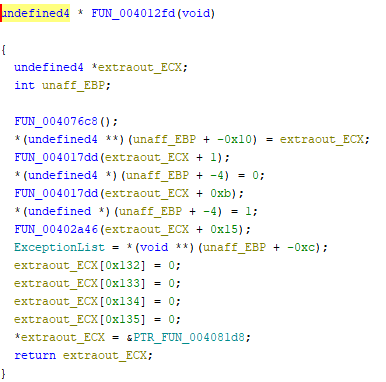 undefined4 * FUN_004012fd(void)
{
undefined4 *extraout_ECX;
int unaff_EBP;
FUN_004076c8();
*(undefined4 **)(unaff_EBP + -0x10) = extraout_ECX;
FUN_004017dd(extraout_ECX + 1);
*(undefined4 *)(unaff_EBP + -4) = 0;
FUN_004017dd(extraout_ECX + 0xb);
*(undefined *)(unaff_EBP + -4) = 1;
FUN_00402a46(extraout_ECX + 0x15);
ExceptionList = *(void **)(unaff_EBP + -0xc);
extraout_ECX[0x132] = 0;
extraout_ECX[0x133] = 0;
extraout_ECX[0x134] = 0;
extraout_ECX[0x135] = 0;
*extraout_ECX = &PTR_FUN_004081d8;
return extraout_ECX;
}